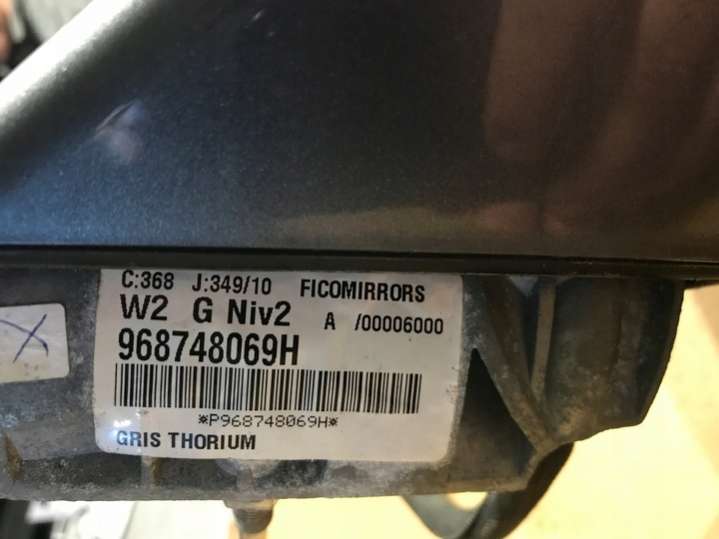 C:368 J:349/10 FICOMIRRORS
W2 G Niv2 A /00006000
968748069H
*P968748069H*
GRIS THORIUM
X